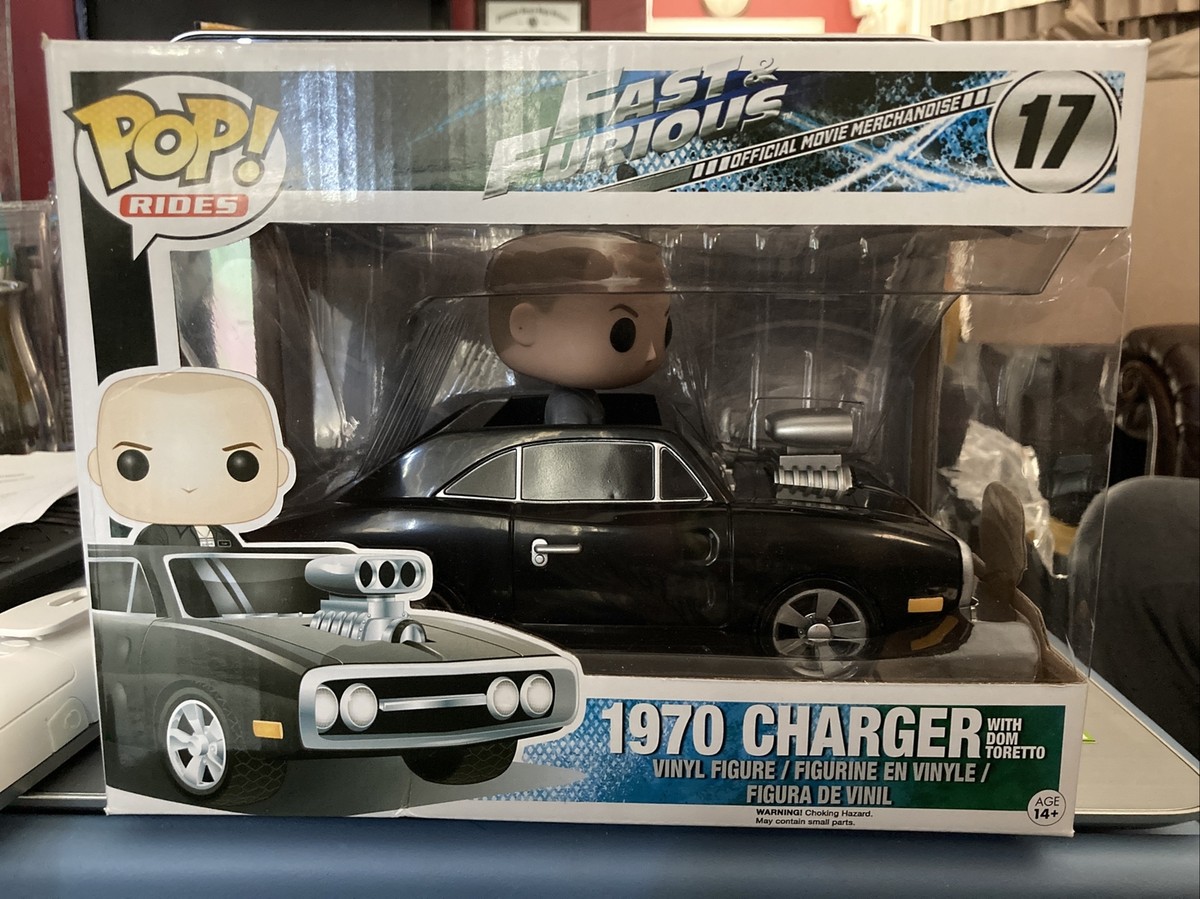 POP!
RIDES
FAST &
FURIOUS
OFFICIAL MOVIE MERCHANDISE
17
1970 CHARGER WITH DOM TORETTO
VINYL FIGURE / FIGURINE EN VINYLE /
FIGURA DE VINIL
WARNING! Choking Hazard.
May contain small parts.
AGE
14+